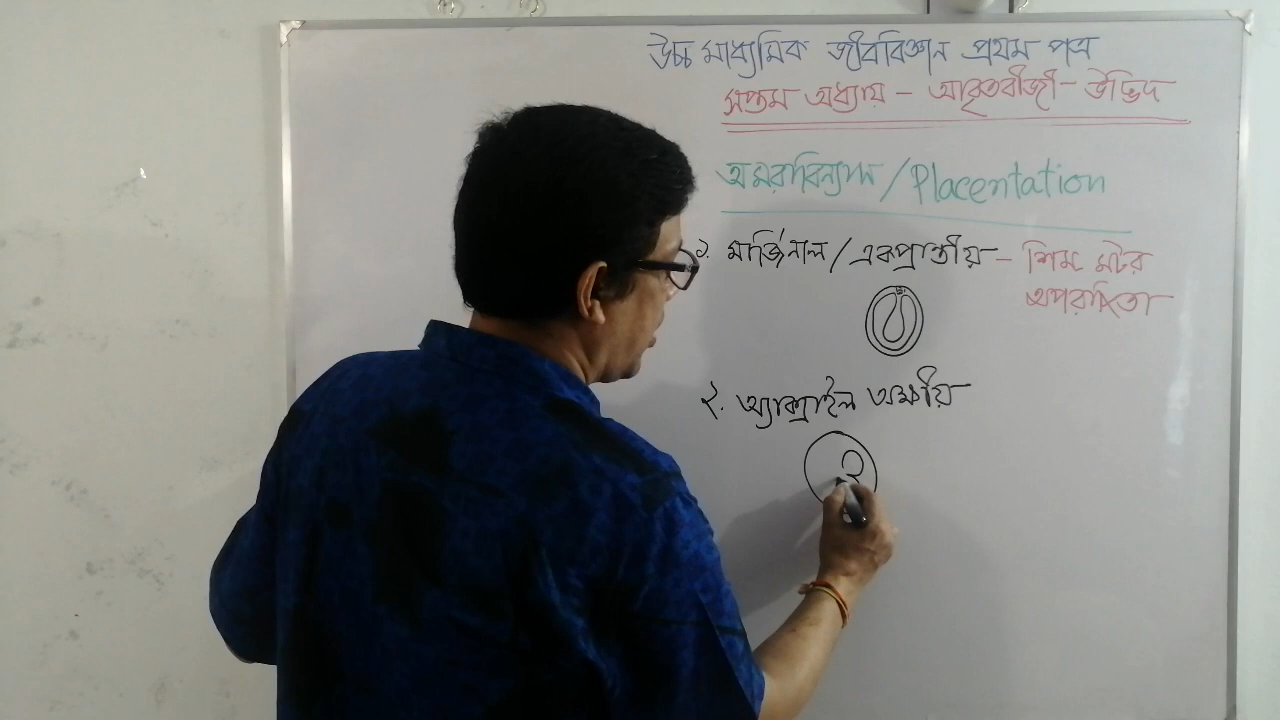 উচ্চ মাধ্যমিক জীববিজ্ঞান প্রথম পত্র
সপ্তম অধ্যায় - আবৃতবীজী - উদ্ভিদ
অমরাবিন্যাস / Placentation
১. মার্জিনাল / একপ্রান্তীয় - শিম মটর
অপরাজিতা
২. অ্যাক্সাইল অক্ষীয়